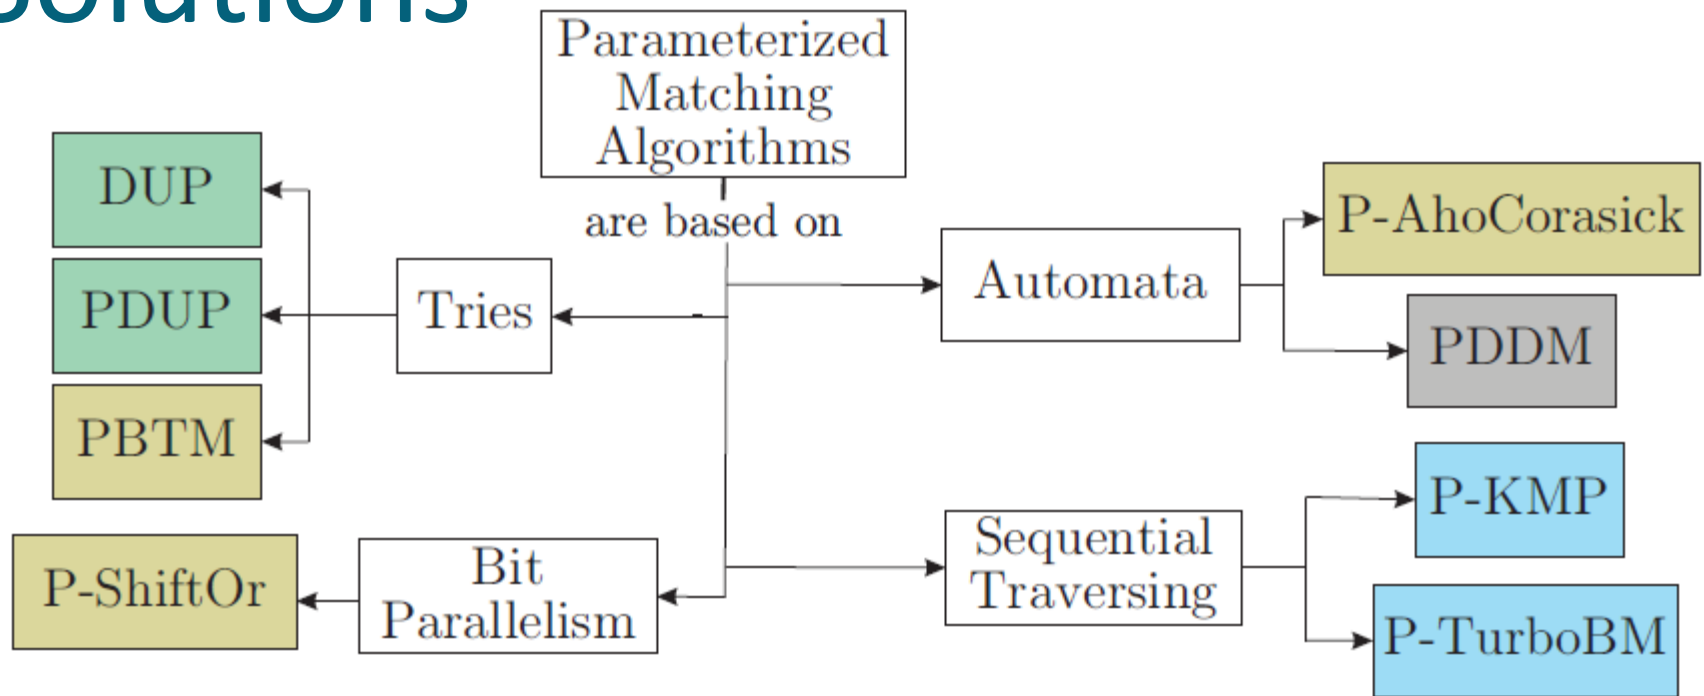 Solutions
Parameterized
Matching
Algorithms
are based on
DUP
PDUP
PBTM
Tries
Automata
P-AhoCorasick
PDDM
P-ShiftOr
Bit
Parallelism
Sequential
Traversing
P-KMP
P-TurboBM